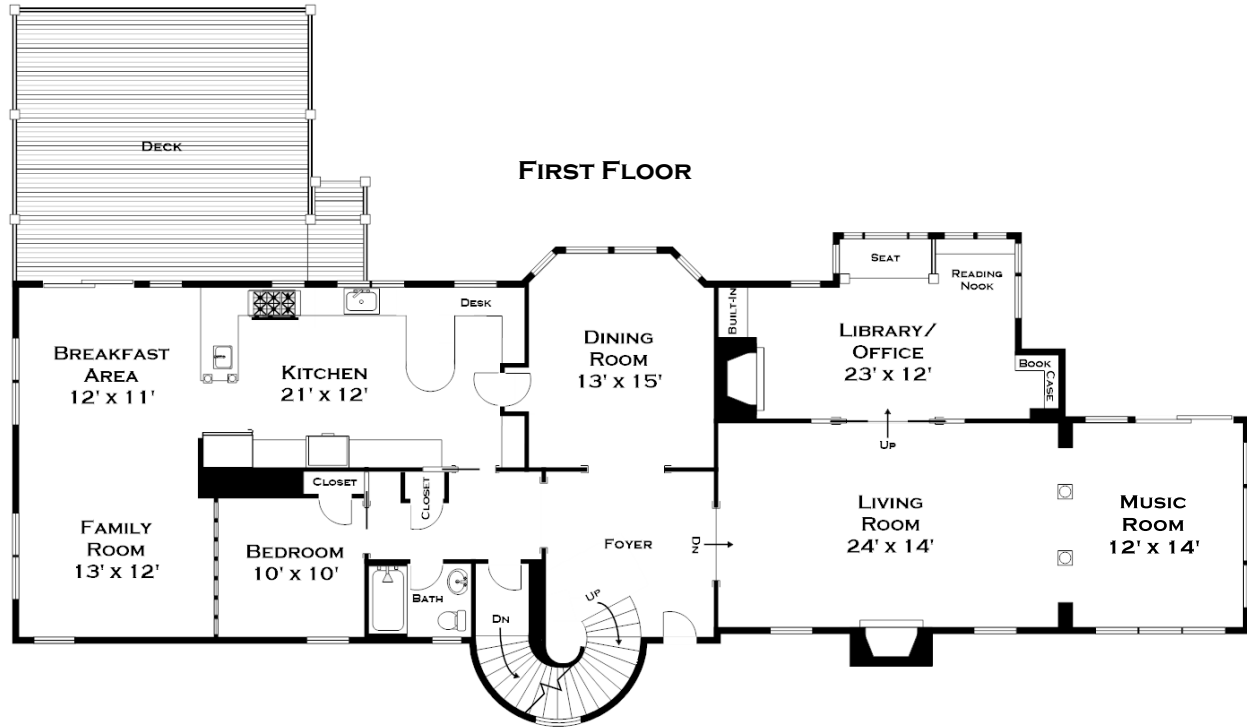 DECK
FIRST FLOOR
SEAT
READING
NOOK
DESK
BUILT-IN
LIBRARY/
OFFICE
23' X 12'
DINING
ROOM
13' X 15'
BREAKFAST
AREA
12' X 11'
KITCHEN
21' X 12'
BOOK
CASE
UP
CLOSET
CLOSET
FAMILY
ROOM
13' X 12'
BEDROOM
10' X 10'
FOYER
DN
LIVING
ROOM
24' X 14'
MUSIC
ROOM
12' X 14'
BATH
DN
UP